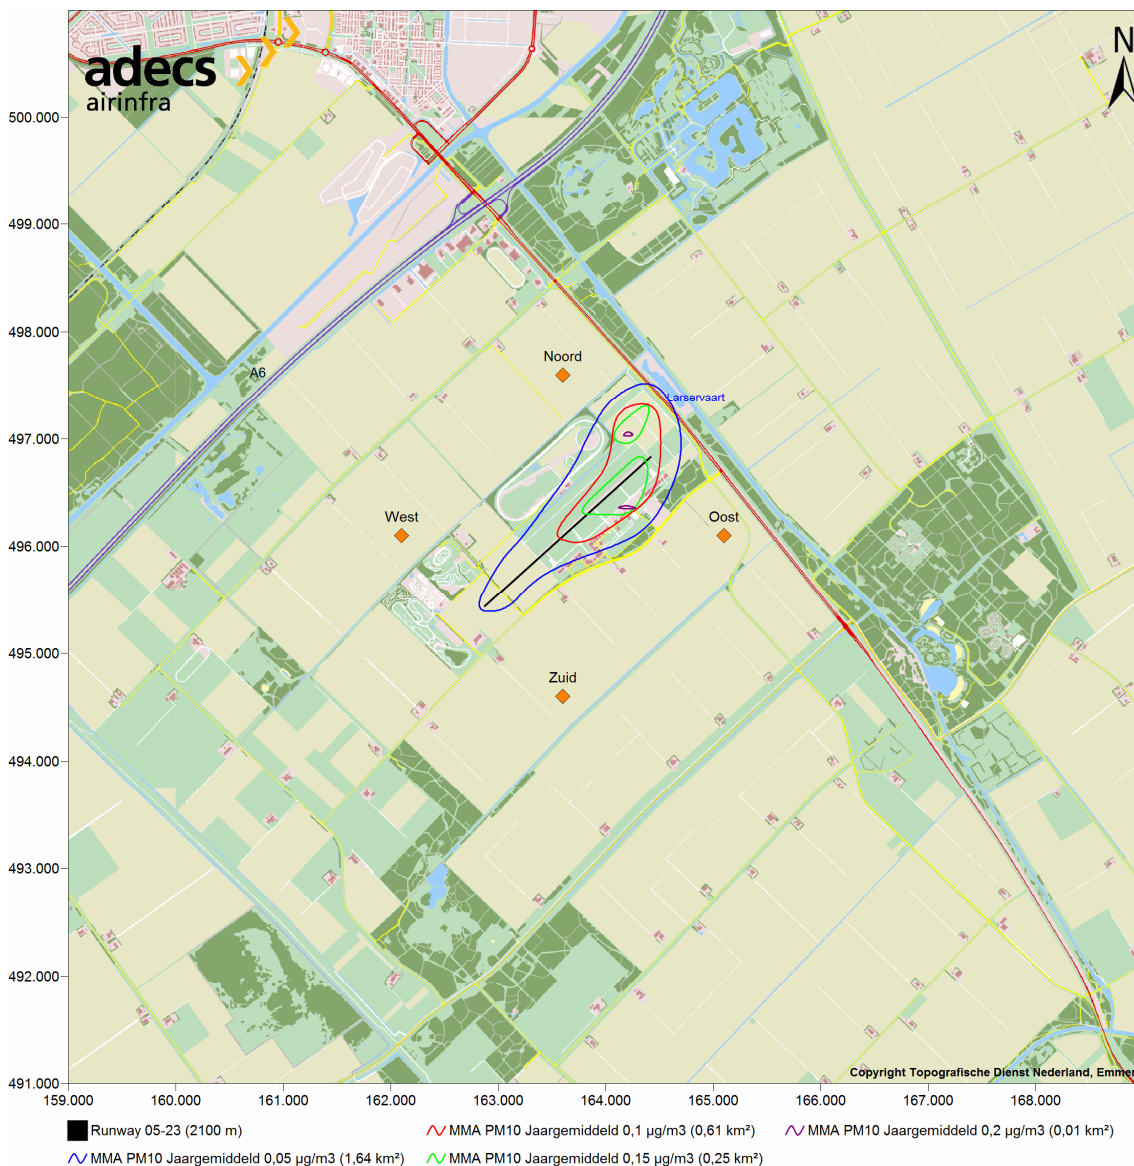 adecs
airinfra
N
500.000
499.000
498.000
497.000
496.000
495.000
494.000
493.000
492.000
491.000
A6
Noord
Larservaart
West
Oost
Zuid
Copyright Topografische Dienst Nederland, Emmen
159.000 160.000 161.000 162.000 163.000 164.000 165.000 166.000 167.000 168.000
Runway 05-23 (2100 m) MMA PM10 Jaargemiddeld 0,1 µg/m3 (0,61 km²) MMA PM10 Jaargemiddeld 0,2 µg/m3 (0,01 km²)
MMA PM10 Jaargemiddeld 0,05 µg/m3 (1,64 km²) MMA PM10 Jaargemiddeld 0,15 µg/m3 (0,25 km²)